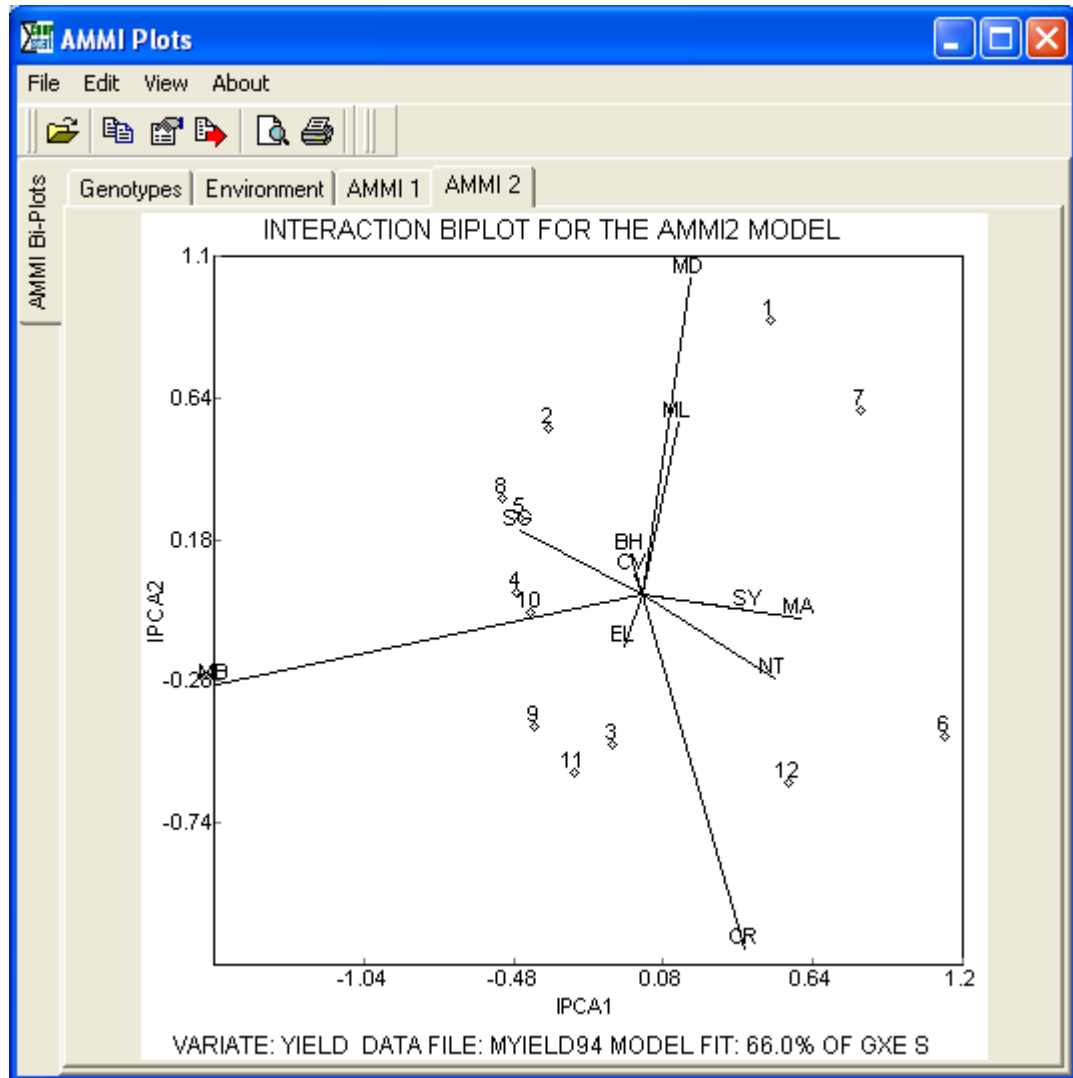 AMMI Plots
File Edit View About
AMMI Bi-Plots
Genotypes Environment AMMI 1 AMMI 2
INTERACTION BIPLOT FOR THE AMMI2 MODEL
1.1
MD
1
0.64
7
ML
2
8
5
SG
0.18
BH
CV
4
10
SY
MA
IPCA2
EL
NT
MB
-0.28
9
3
6
11
12
-0.74
CR
-1.04 -0.48 0.08 0.64 1.2
IPCA1
VARIATE: YIELD DATA FILE: MYIELD94 MODEL FIT: 66.0% OF GXE S